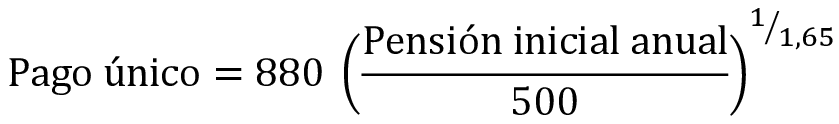 Pago único = 880 (Pensión inicial anual / 500)^1/1,65